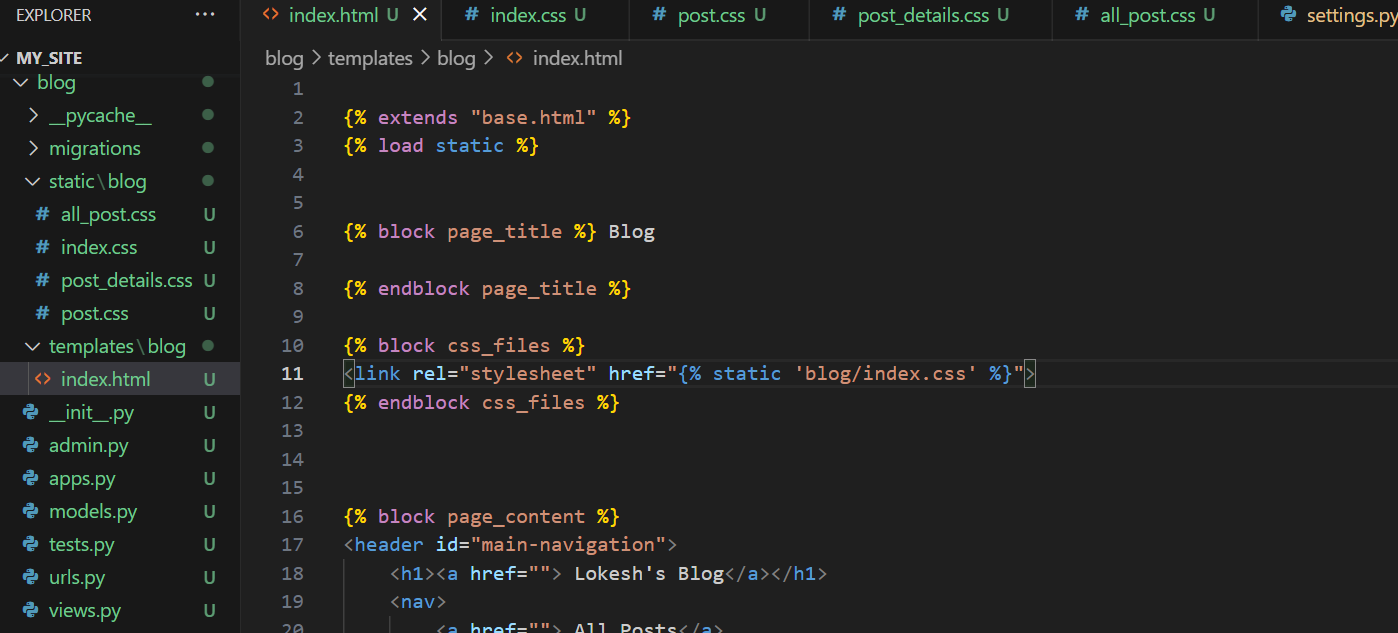 EXPLORER ...
MY_SITE
blog
__pycache__
migrations
static\blog
# all_post.css U
# index.css U
# post_details.css U
# post.css U
templates\blog
<> index.html U
__init__.py U
admin.py U
apps.py U
models.py U
tests.py U
urls.py U
views.py U
<> index.html U × # index.css U # post.css U # post_details.css U # all_post.css U settings.py
blog > templates > blog > <> index.html
1
2 {% extends "base.html" %}
3 {% load static %}
4
5
6 {% block page_title %} Blog
7
8 {% endblock page_title %}
9
10 {% block css_files %}
11 <link rel="stylesheet" href="{% static 'blog/index.css' %}">
12 {% endblock css_files %}
13
14
15
16 {% block page_content %}
17 <header id="main-navigation">
18 <h1><a href=""> Lokesh's Blog</a></h1>
19 <nav>
20 <a href=""> All Posts</a>